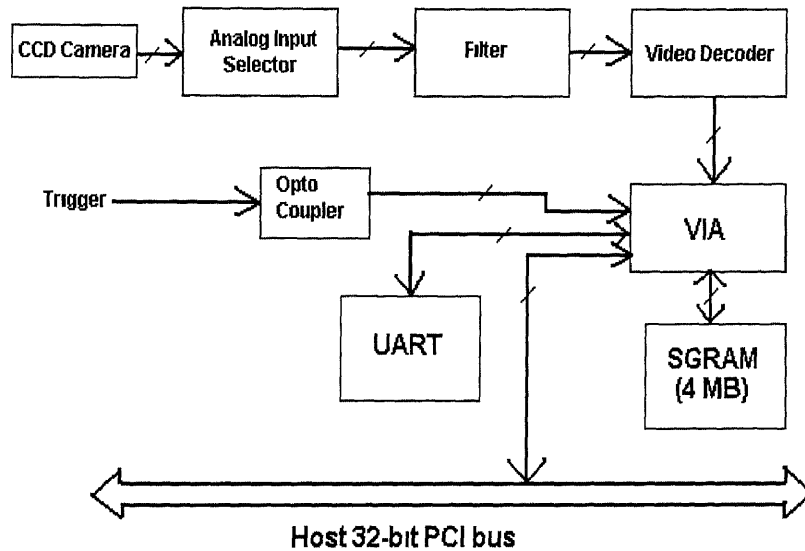 CCD Camera
Analog Input
Selector
Filter
Video Decoder
Trigger
Opto
Coupler
VIA
UART
SGRAM
(4 MB)
Host 32-bit PCI bus